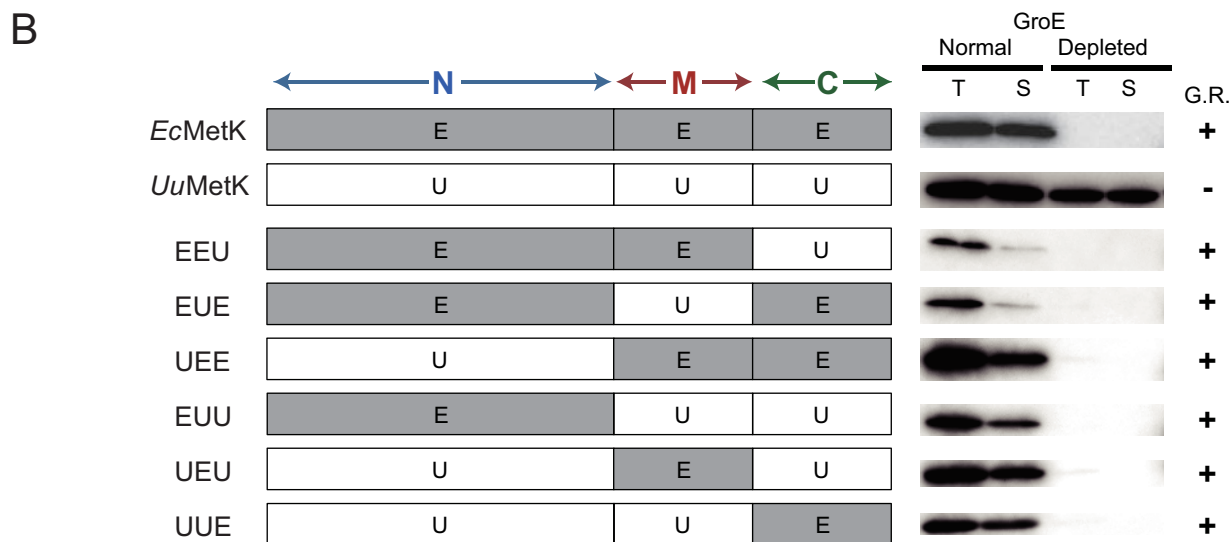 B
GroE
Normal Depleted
N M C T S T S G.R.
EcMetK E E E +
UuMetK U U U -
EEU E E U +
EUE E U E +
UEE U E E +
EUU E U U +
UEU U E U +
UUE U U E +